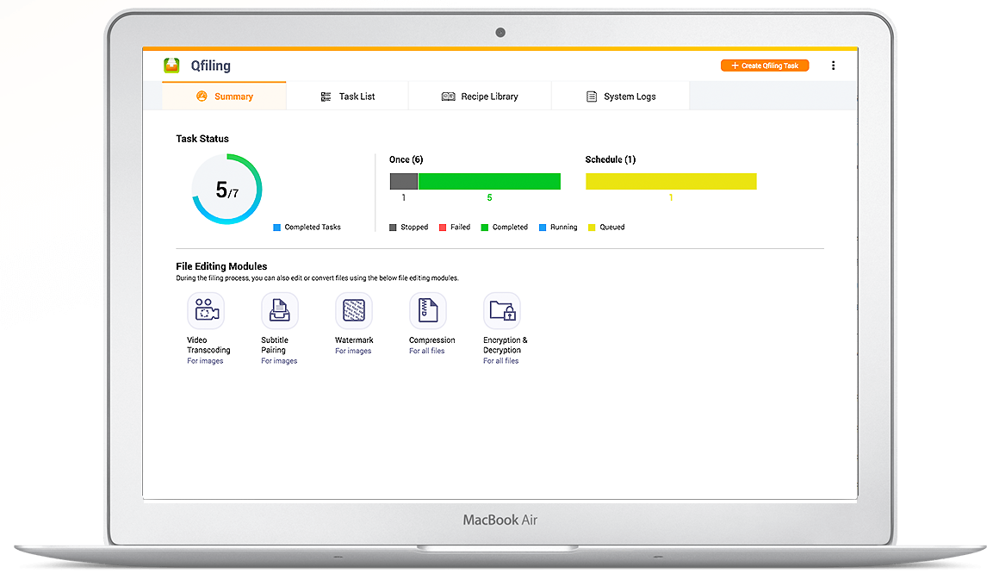 Qfiling
+ Create Qfiling Task
Summary
Task List
Recipe Library
System Logs
Task Status
5/7
Completed Tasks
Once (6)
1
5
Schedule (1)
1
Stopped
Failed
Completed
Running
Queued
File Editing Modules
During the filing process, you can also edit or convert files using the below file editing modules.
Video
Transcoding
For images
Subtitle
Pairing
For images
Watermark
For images
Compression
For all files
Encryption &
Decryption
For all files
MacBook Air